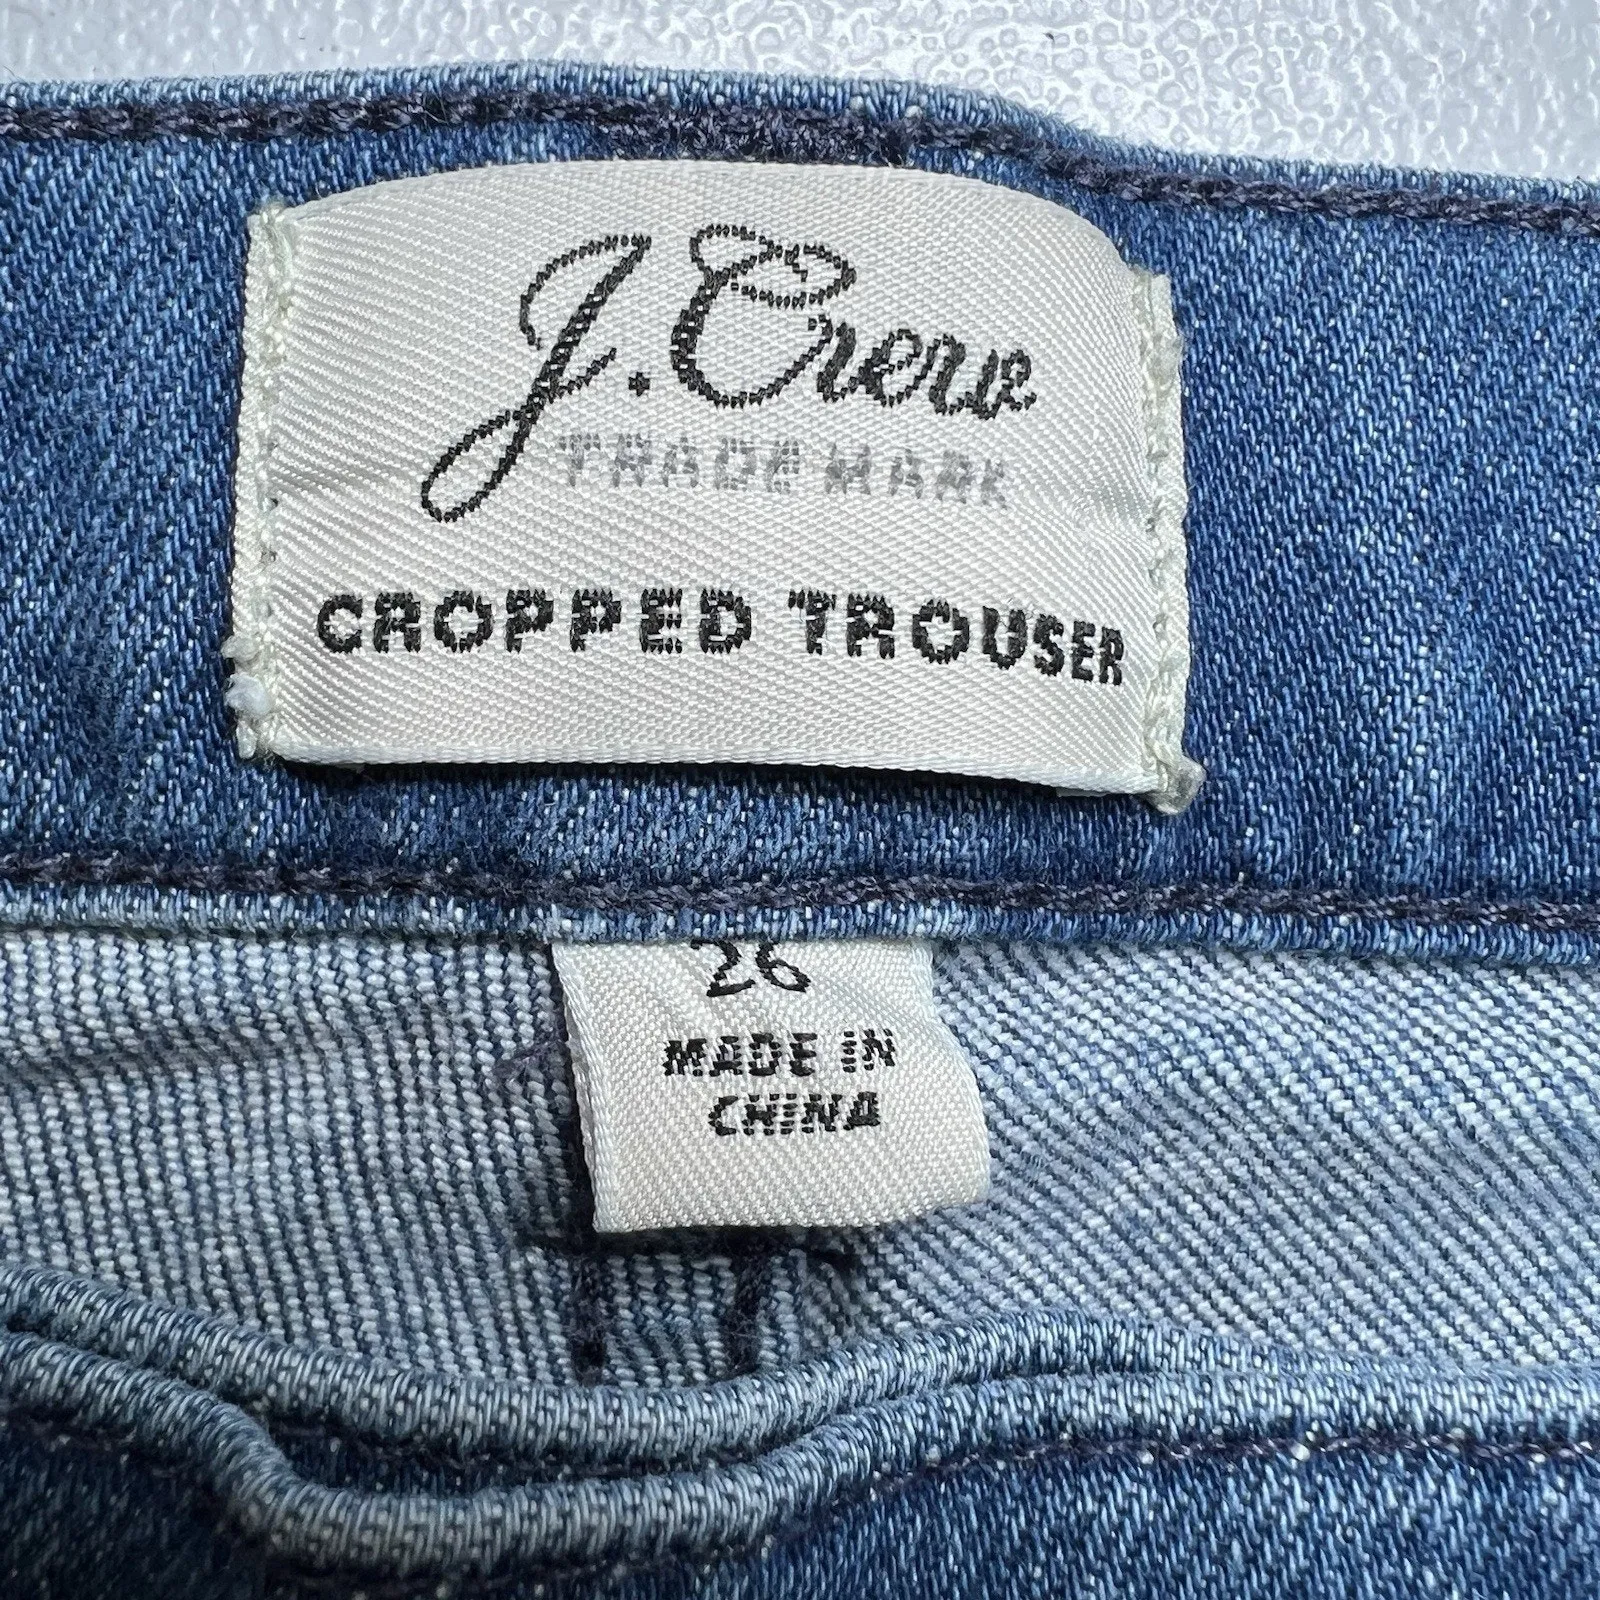 J.Crew
TRADE MARK
CROPPED TROUSER
26
MADE IN
CHINA